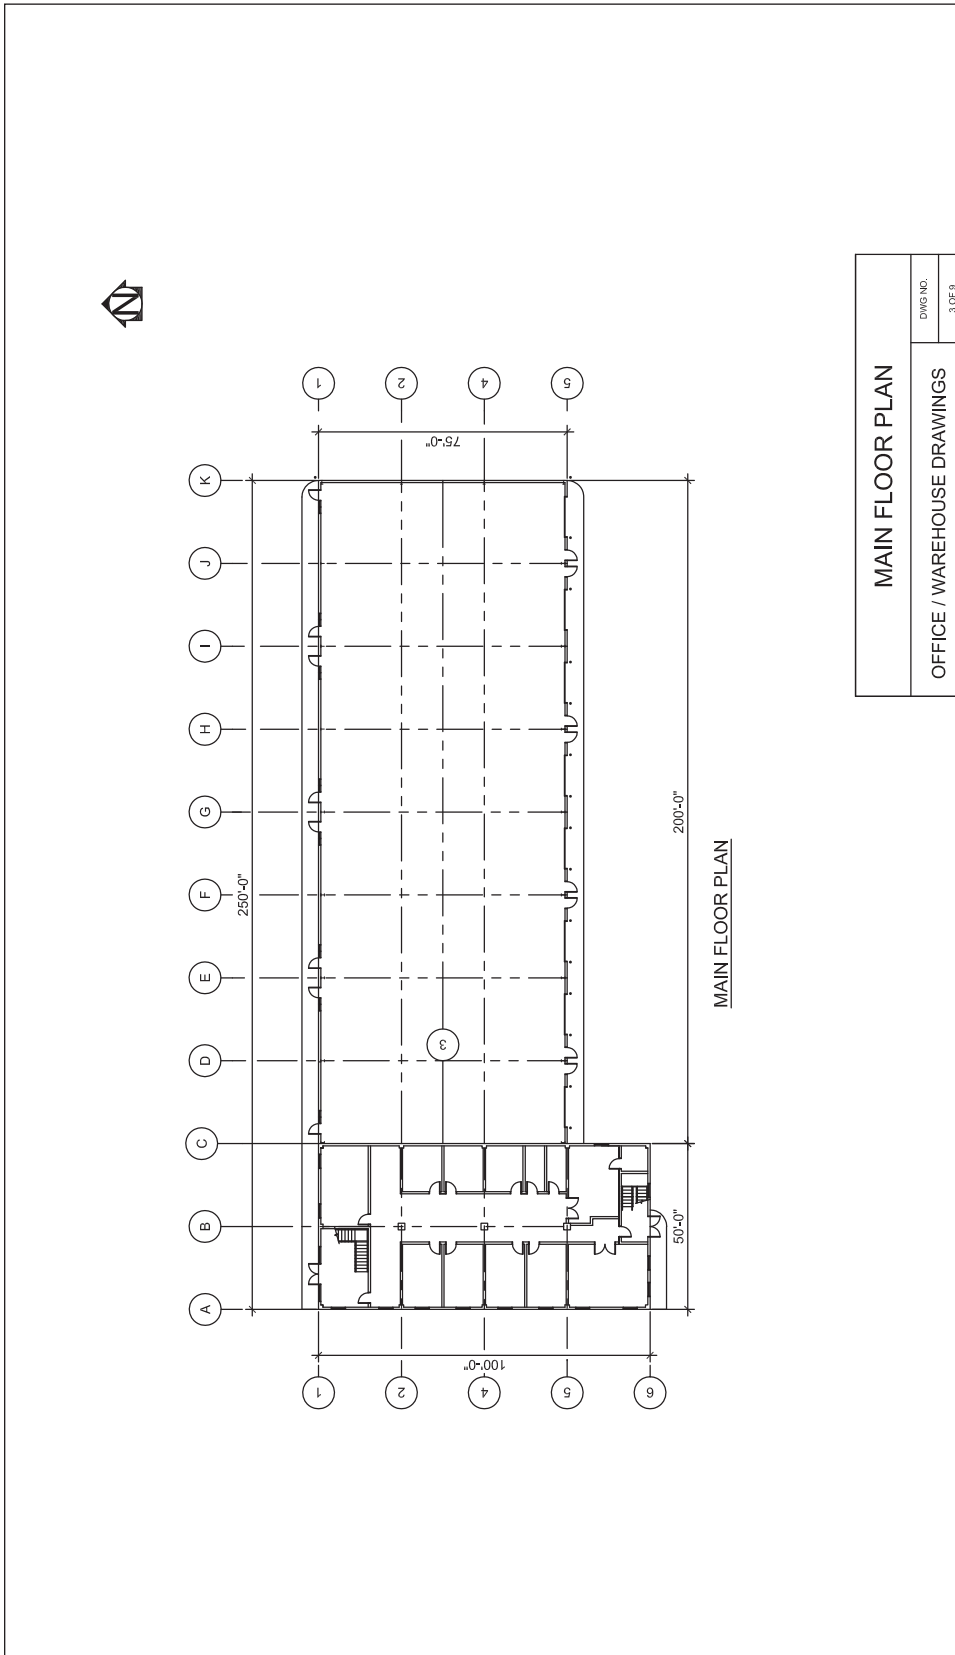 N
A
B
C
D
E
F
G
H
I
J
K
250'-0"
1
2
4
5
6
100'-0"
3
1
2
4
5
75'-0"
50'-0"
200'-0"
MAIN FLOOR PLAN
MAIN FLOOR PLAN
OFFICE / WAREHOUSE DRAWINGS
DWG NO.
3 OF 9